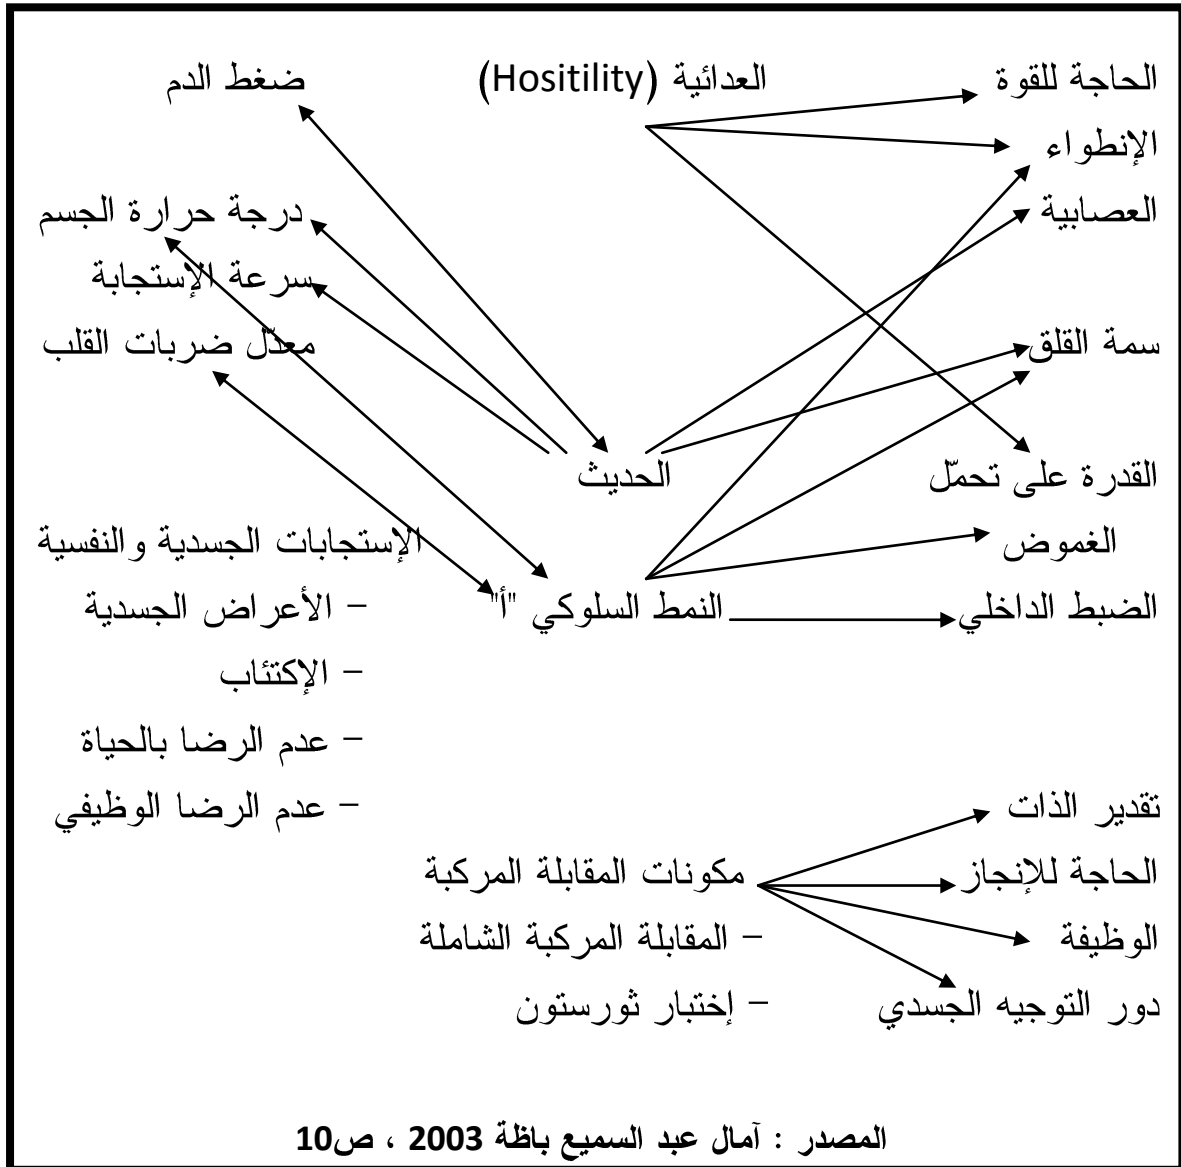 الحاجة للقوة العدائية (Hositility) ضغط الدم
الإنطواء
العصابية درجة حرارة الجسم
سرعة الإستجابة
سمة القلق معدّل ضربات القلب
القدرة على تحمّل الحديث
الغموض الإستجابات الجسدية والنفسية
الضبط الداخلي النمط السلوكي "أ" – الأعراض الجسدية
– الإكتئاب
– عدم الرضا بالحياة
تقدير الذات – عدم الرضا الوظيفي
الحاجة للإنجاز مكونات المقابلة المركبة
الوظيفة – المقابلة المركبة الشاملة
دور التوجيه الجسدي – إختبار ثورستون
المصدر : آمال عبد السميع باظة 2003 ، ص10